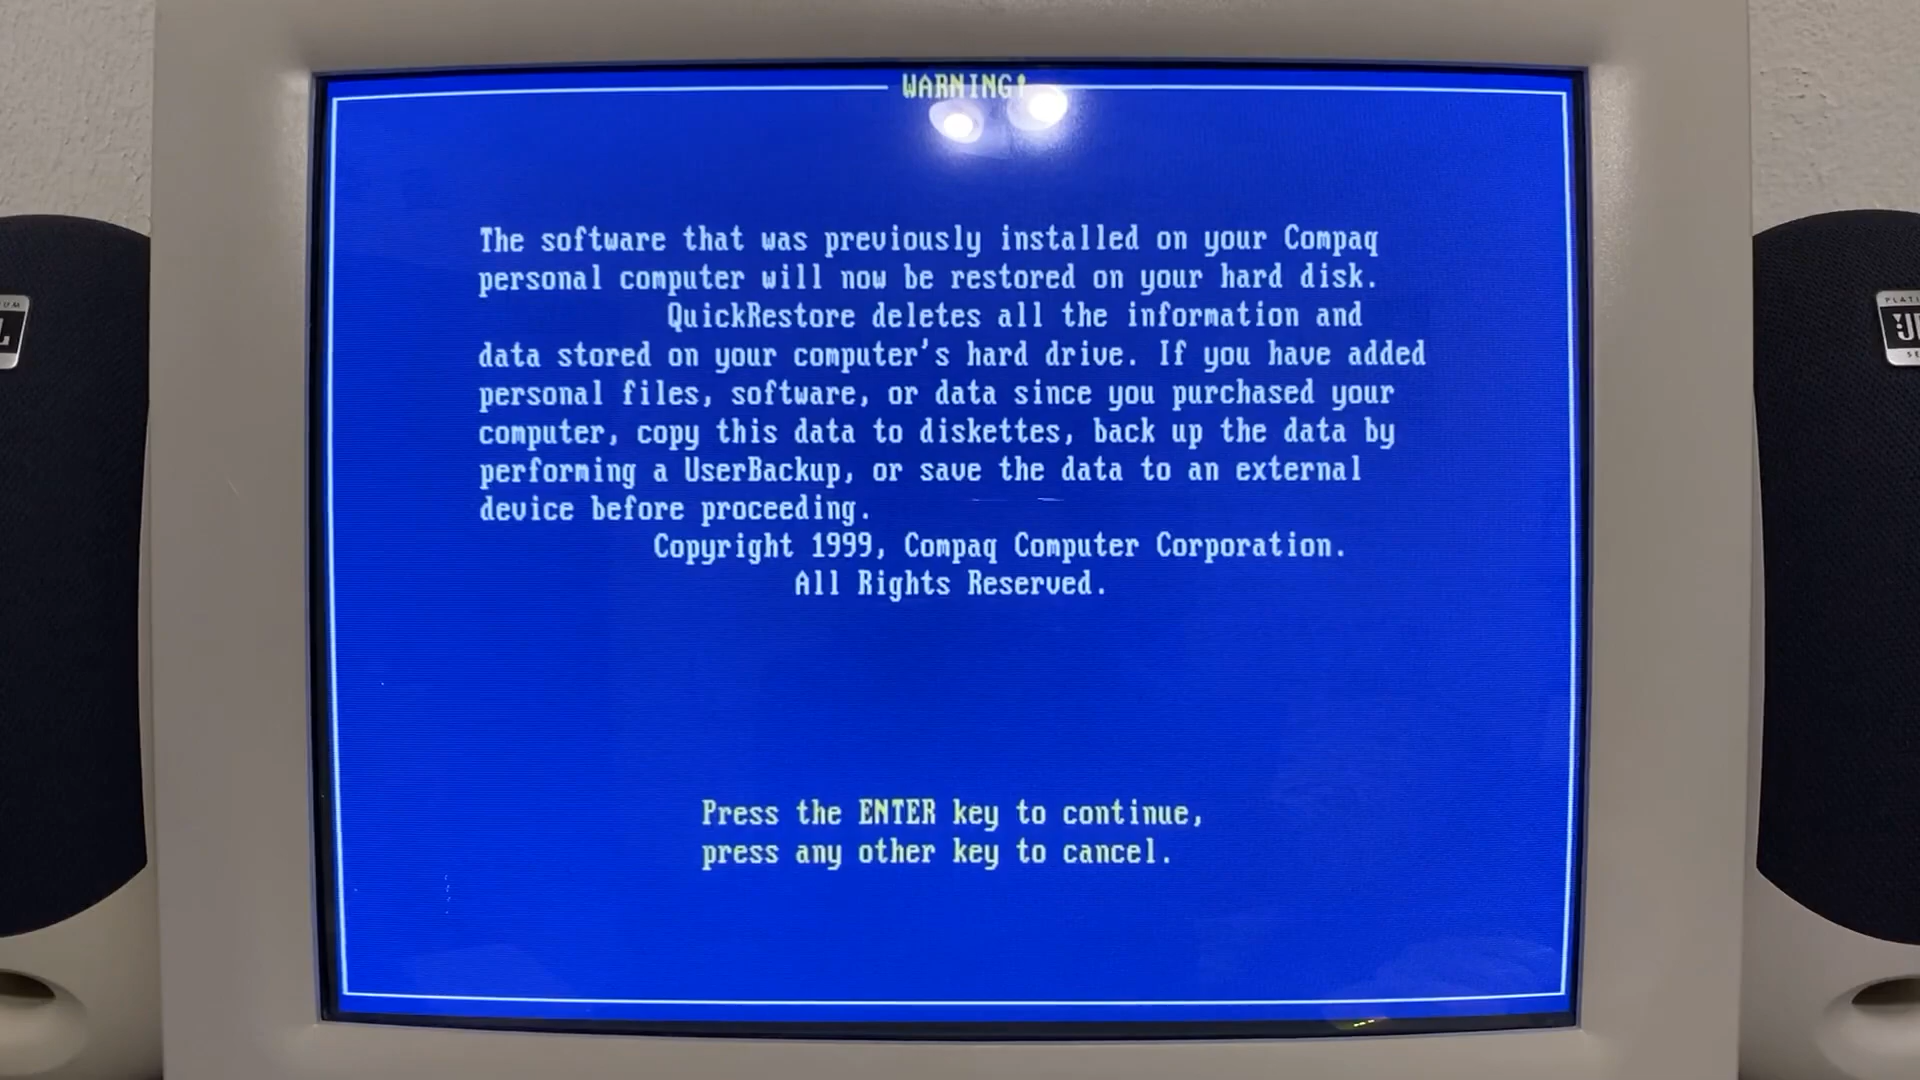 WARNING!
The software that was previously installed on your Compaq
personal computer will now be restored on your hard disk.
QuickRestore deletes all the information and
data stored on your computer's hard drive. If you have added
personal files, software, or data since you purchased your
computer, copy this data to diskettes, back up the data by
performing a UserBackup, or save the data to an external
device before proceeding.
Copyright 1999, Compaq Computer Corporation.
All Rights Reserved.
Press the ENTER key to continue,
press any other key to cancel.